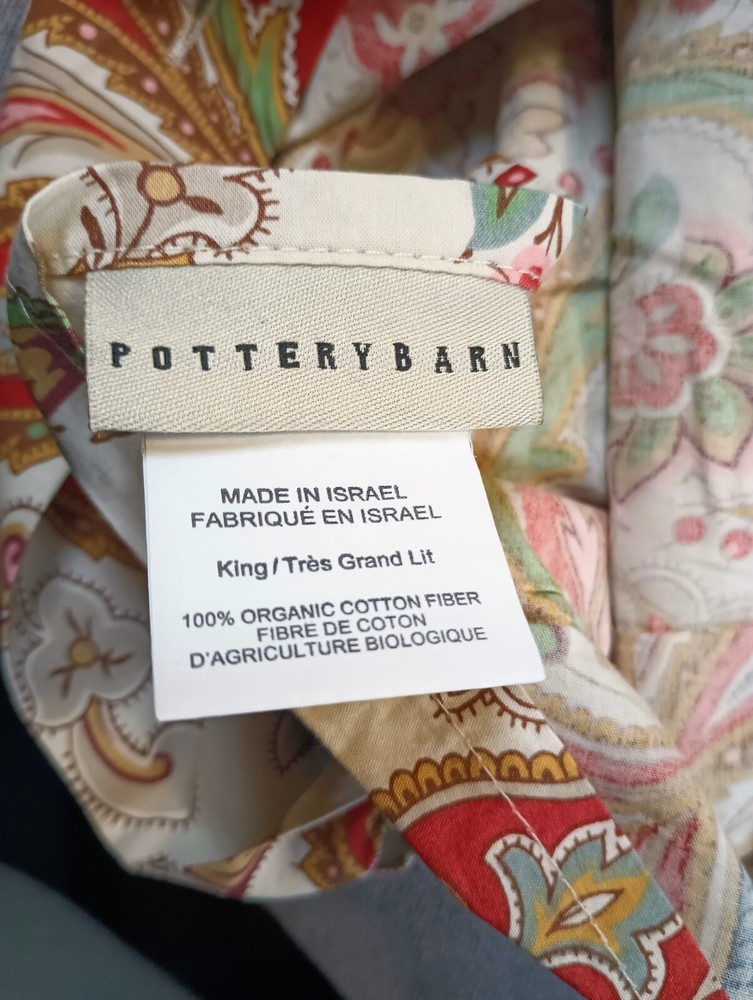 POTTERYBARN
MADE IN ISRAEL
FABRIQUÉ EN ISRAEL
King/Très Grand Lit
100% ORGANIC COTTON FIBER
FIBRE DE COTON
D'AGRICULTURE BIOLOGIQUE